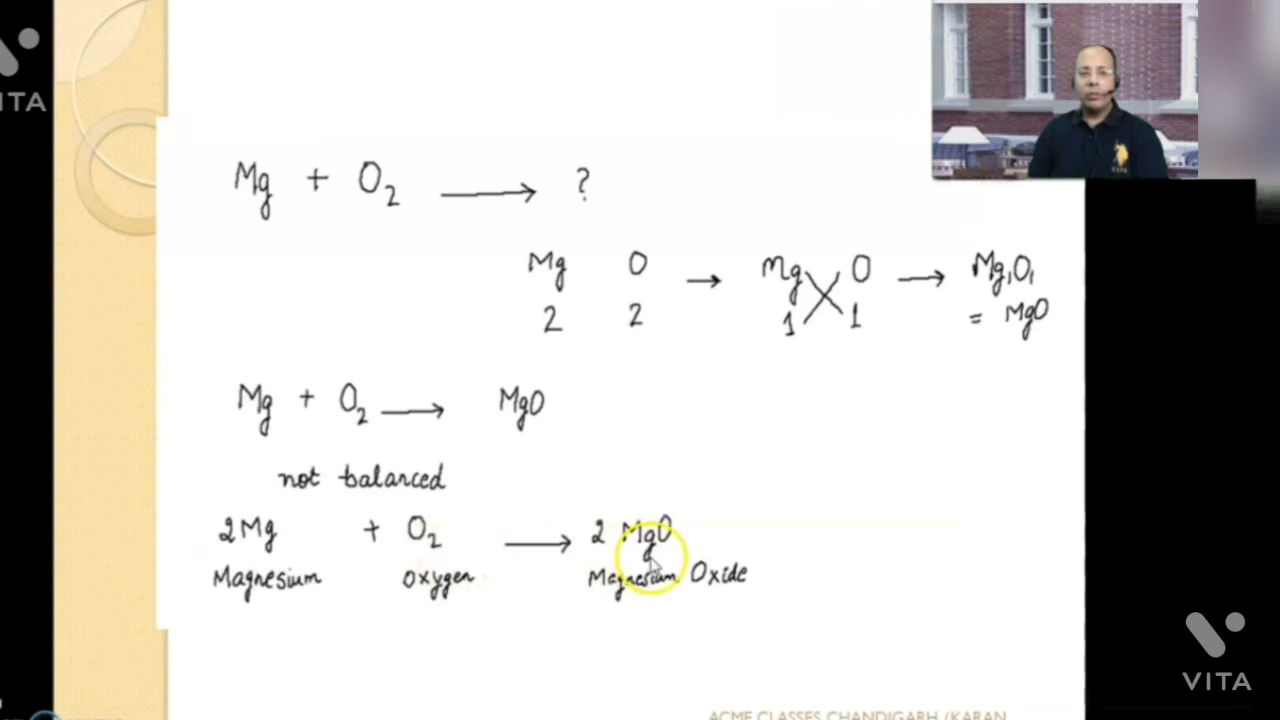 VITA
Mg + O2 → ?
Mg O → Mg O → Mg1O1
2 2 1 1 = MgO
Mg + O2 → MgO
not balanced
2Mg + O2 → 2 MgO
Magnesium Oxygen Magnesium Oxide
VITA
ACME CLASSES CHANDIGARH (KARAN